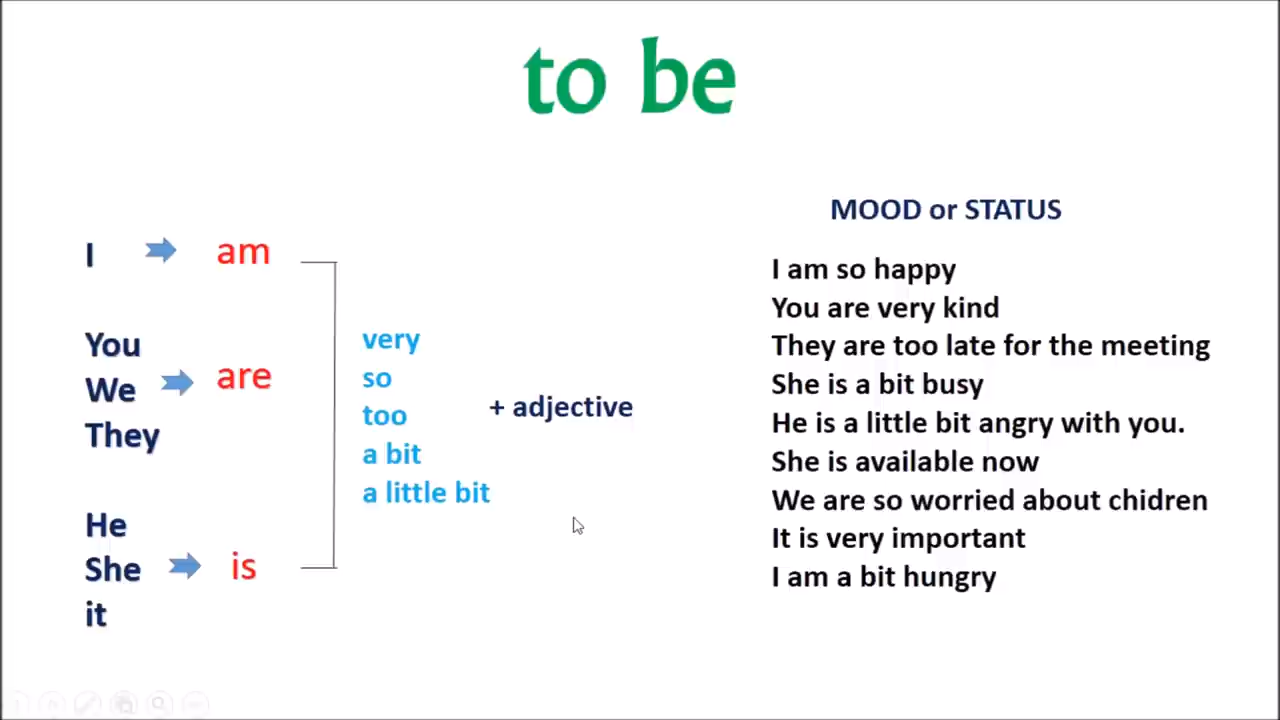 to be
I
am
You
We
They
are
He
She
it
is
very
so
too
a bit
a little bit
+ adjective
MOOD or STATUS
I am so happy
You are very kind
They are too late for the meeting
She is a bit busy
He is a little bit angry with you.
She is available now
We are so worried about chidren
It is very important
I am a bit hungry